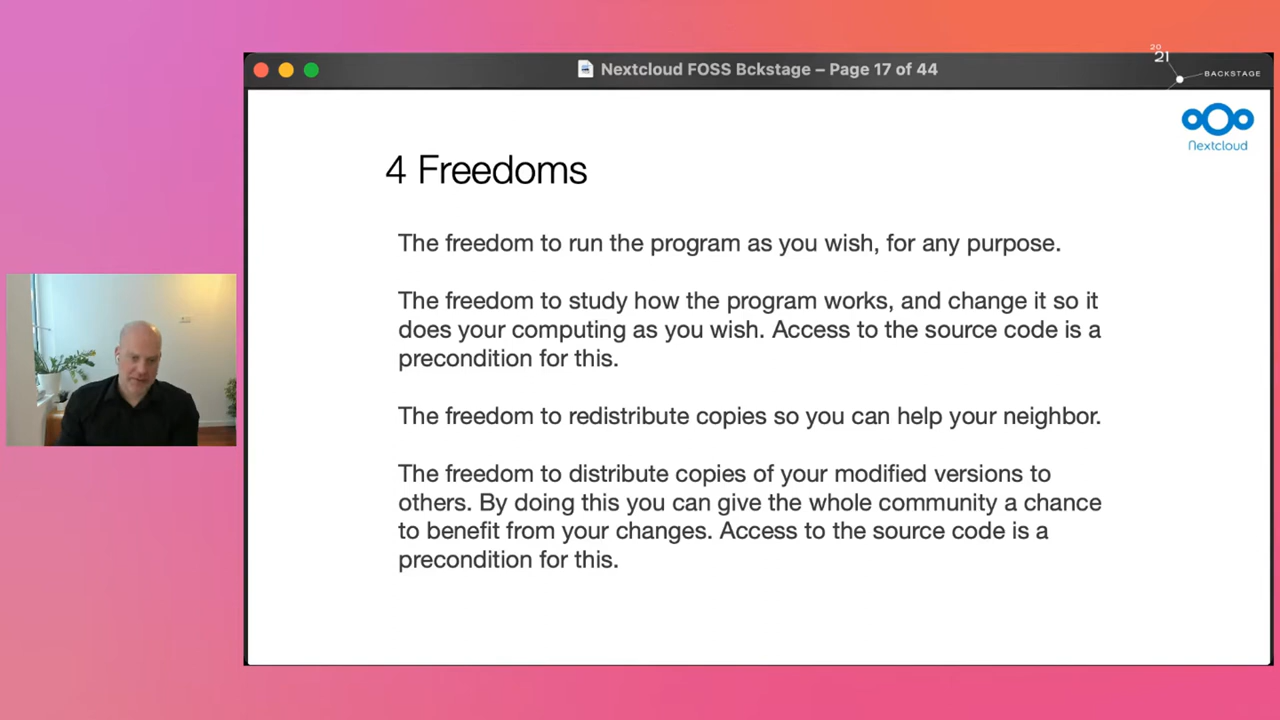 20
21
BACKSTAGE
Nextcloud FOSS Bckstage – Page 17 of 44
Nextcloud
4 Freedoms
The freedom to run the program as you wish, for any purpose.
The freedom to study how the program works, and change it so it
does your computing as you wish. Access to the source code is a
precondition for this.
The freedom to redistribute copies so you can help your neighbor.
The freedom to distribute copies of your modified versions to
others. By doing this you can give the whole community a chance
to benefit from your changes. Access to the source code is a
precondition for this.